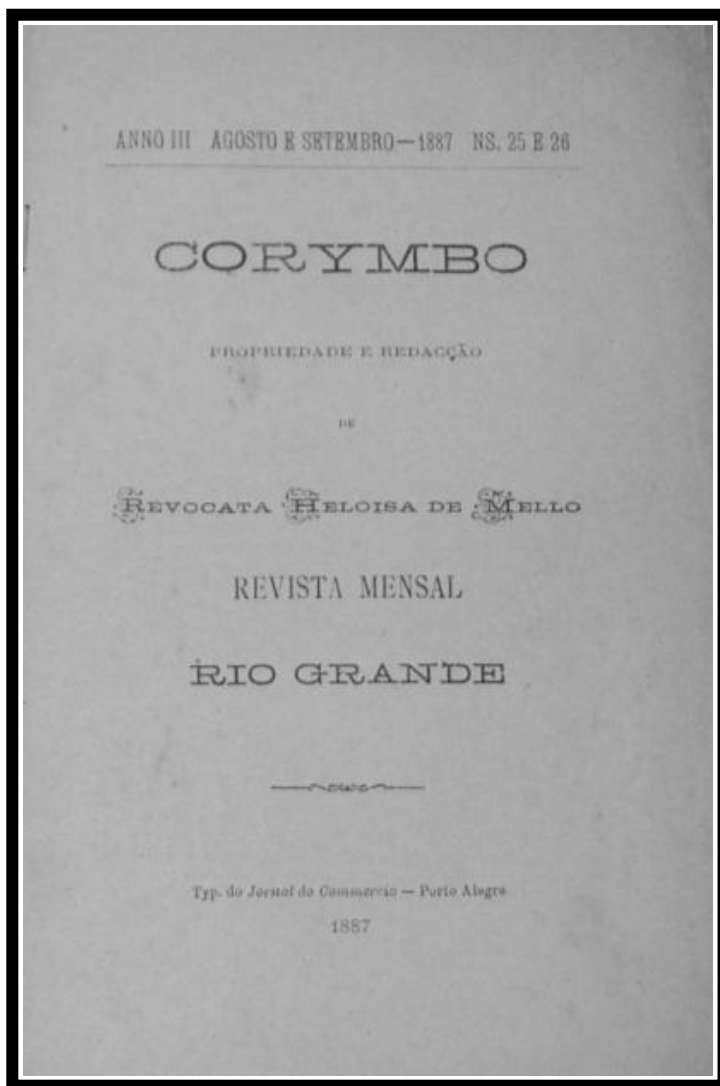 ANNO III AGOSTO E SETEMBRO—1887 NS. 25 E 26
CORYMBO
PROPRIEDADE E REDACÇÃO
DE
REVOCATA HELOISA DE MELLO
REVISTA MENSAL
RIO GRANDE
Typ. do Jornal do Commercio — Porto Alegre
1887